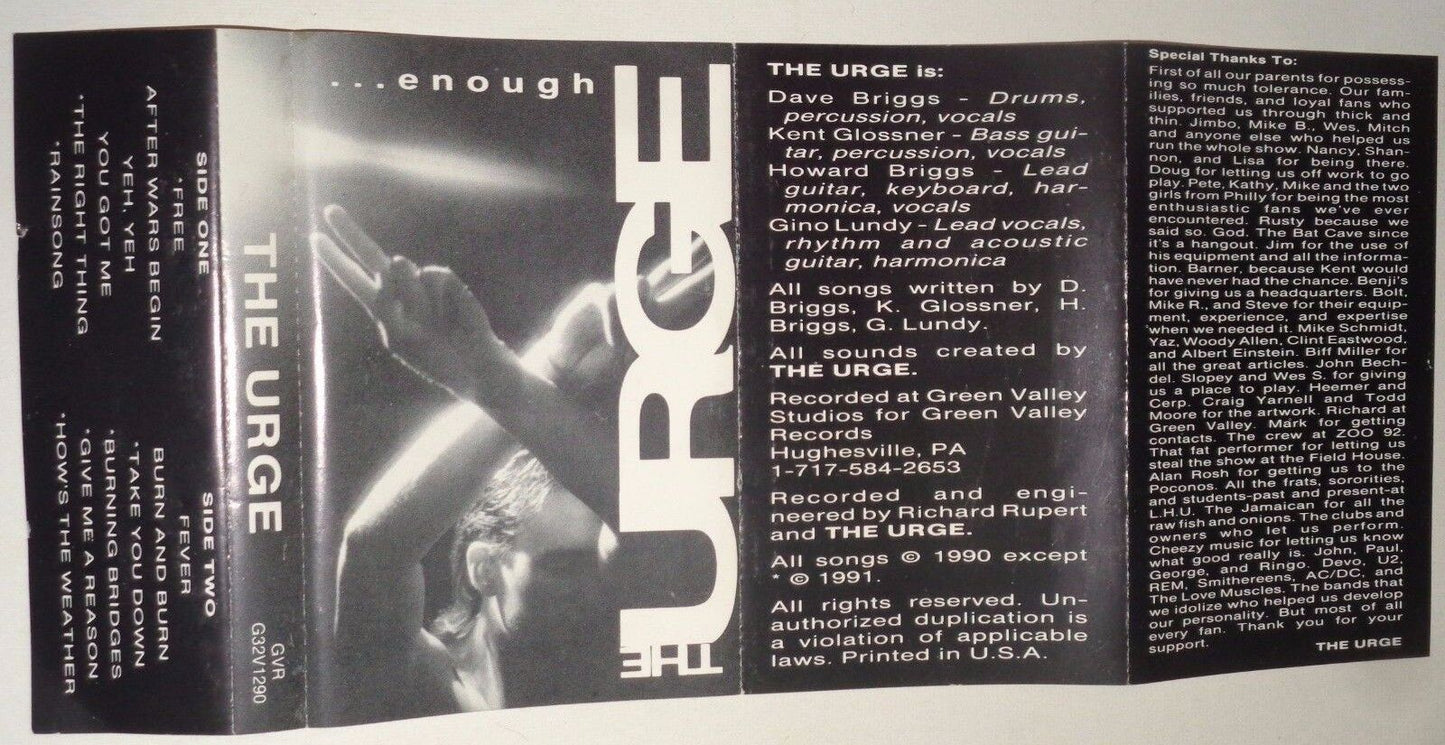 SIDE ONE
*FREE
AFTER WARS BEGIN
YEH, YEH
YOU GOT ME
*THE RIGHT THING
*RAINSONG
SIDE TWO
FEVER
BURN AND BURN
*TAKE YOU DOWN
*BURNING BRIDGES
*GIVE ME A REASON
*HOWS THE WEATHER
THE URGE
GVR
G32V1290
...enough
THE URGE
THE URGE is:
Dave Briggs - Drums,
percussion, vocals
Kent Glossner - Bass gui-
tar, percussion, vocals
Howard Briggs - Lead
guitar, keyboard, har-
monica, vocals
Gino Lundy - Lead vocals,
rhythm and acoustic
guitar, harmonica
All songs written by D.
Briggs, K. Glossner, H.
Briggs, G. Lundy.
All sounds created by
THE URGE.
Recorded at Green Valley
Studios for Green Valley
Records
Hughesville, PA
1-717-584-2653
Recorded and engi-
neered by Richard Rupert
and THE URGE.
All songs © 1990 except
* © 1991.
All rights reserved. Un-
authorized duplication is
a violation of applicable
laws. Printed in U.S.A.
Special Thanks To:
First of all our parents for possess-
ing so much tolerance. Our fam-
ilies, friends, and loyal fans who
supported us through thick and
thin. Jimbo, Mike B., Wes, Mitch
and anyone else who helped us
run the whole show. Nancy, Shan-
non, and Lisa for being there.
Doug for letting us off work to go
play. Pete, Kathy, Mike and the two
girls from Philly for being the most
enthusiastic fans we've ever
encountered. Rusty because we
said so. God. The Bat Cave since
it's a hangout. Jim for the use of
his equipment and all the informa-
tion. Barner, because Kent would
have never had the chance. Benji's
for giving us a headquarters. Bolt,
Mike R., and Steve for their equip-
ment, experience, and expertise
when we needed it. Mike Schmidt,
Yaz, Woody Allen, Clint Eastwood,
and Albert Einstein. Biff Miller for
all the great articles. John Bech-
del. Slopey and Wes S. for giving
us a place to play. Heemer and
Cerp. Craig Yarnell and Todd
Moore for the artwork. Richard at
Green Valley. Mark for getting
contacts. The crew at ZOO 92.
That fat performer for letting us
steal the show at the Field House.
Alan Rosh for getting us to the
Poconos. All the frats, sororities,
and students-past and present-at
L.H.U. The Jamaican for all the
raw fish and onions. The clubs and
owners who let us perform.
Cheezy music for letting us know
what good really is. John, Paul,
George, and Ringo. Devo, U2,
REM, Smithereens, AC/DC, and
The Love Muscles. The bands that
we idolize who helped us develop
our personality. But most of all
every fan. Thank you for your
support.
THE URGE